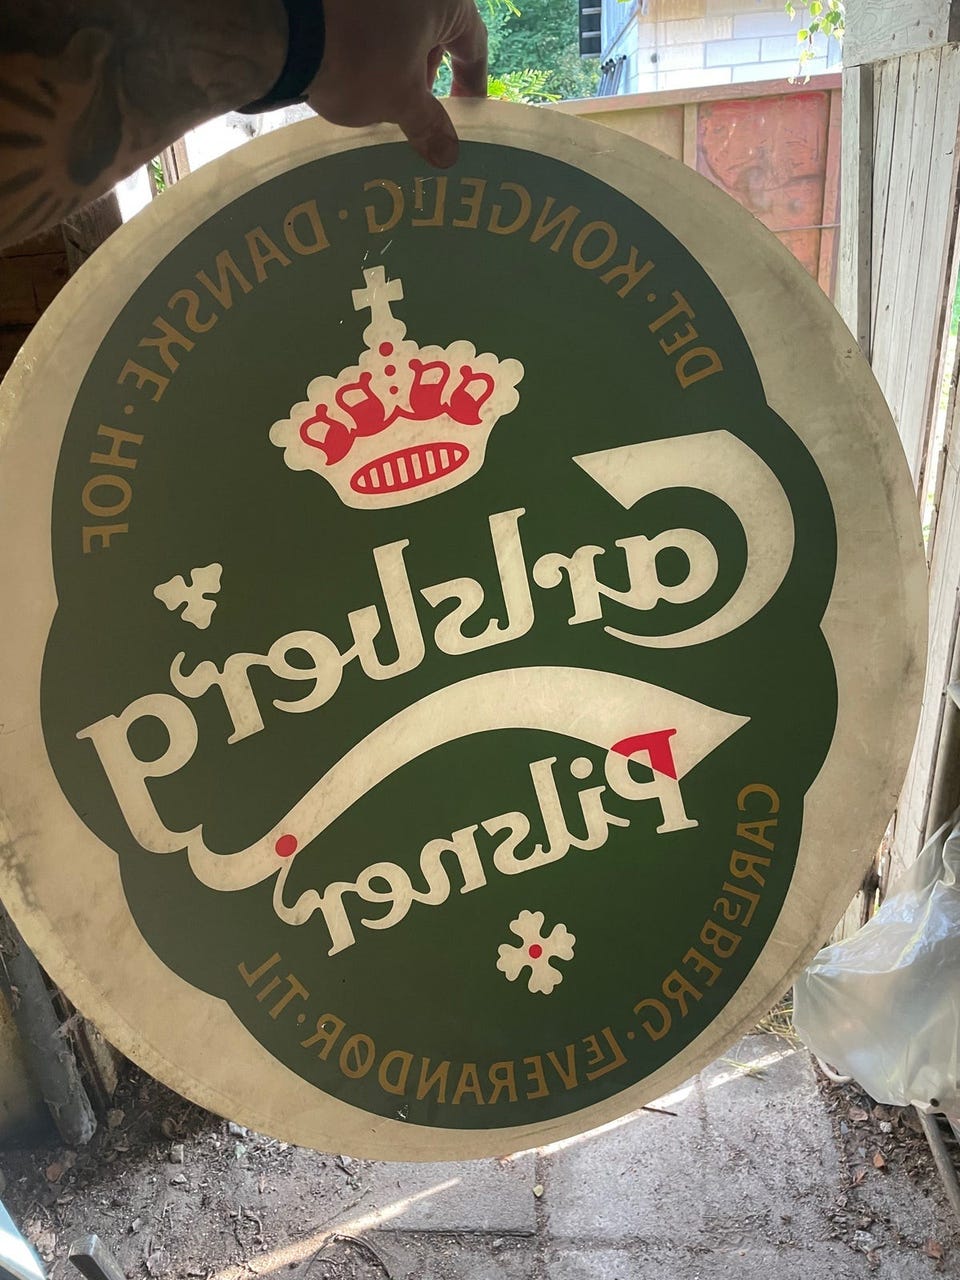 CARLSBERG · LEVERANDØR · TIL
DET · KONGELIG · DANSKE · HOF
Carlsberg
Pilsner